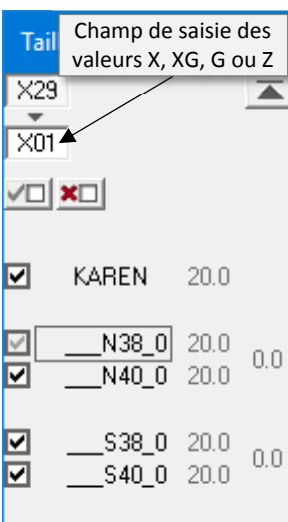 Champ de saisie des
valeurs X, XG, G ou Z
Tail
X29
X01
KAREN 20.0
___N38_0 20.0
0.0
___N40_0 20.0
___S38_0 20.0
0.0
___S40_0 20.0